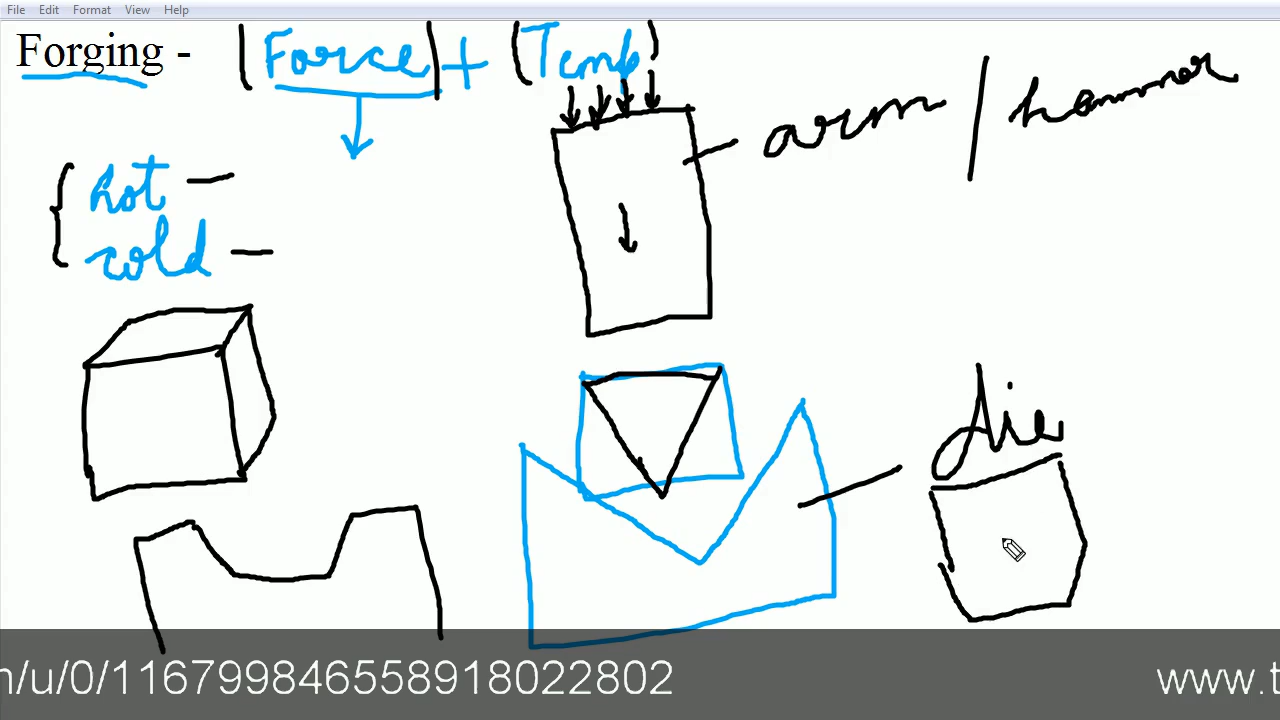 File Edit Format View Help
Forging - (Force) + (Temp)
arm / hammer
hot -
cold -
die
n/u/0/116799846558918022802 www.t